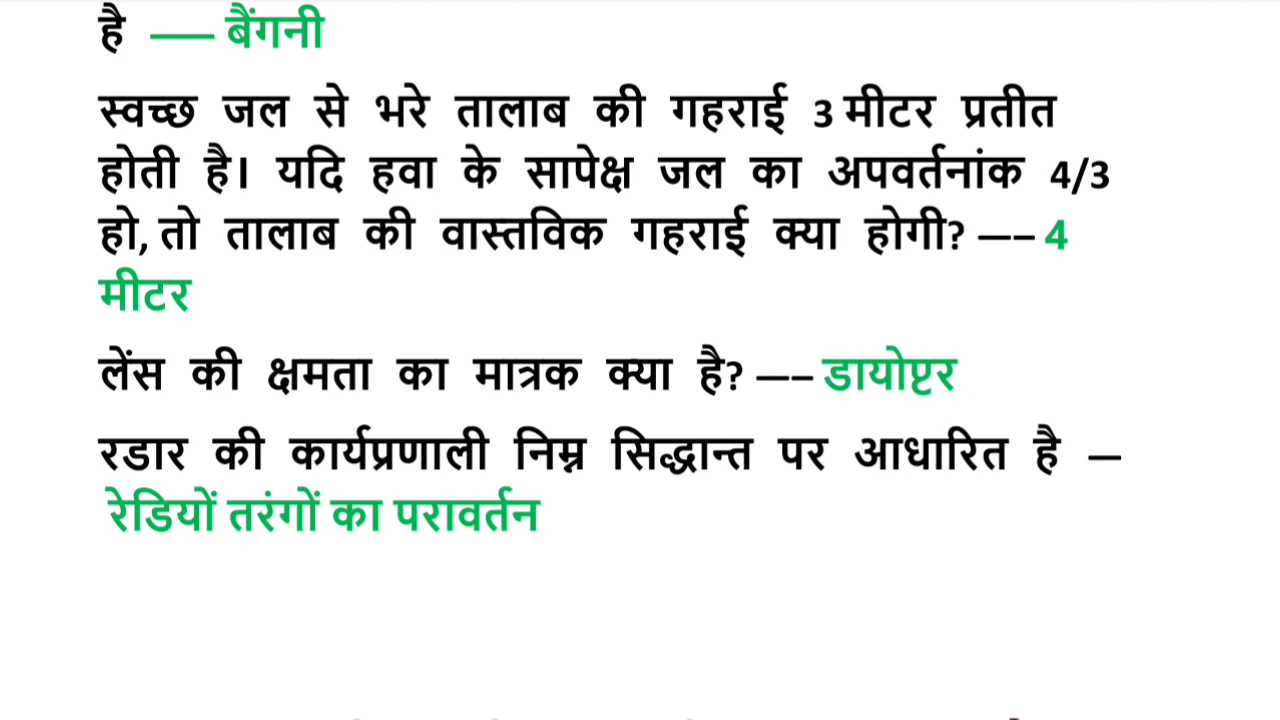 है —– बैंगनी
स्वच्छ जल से भरे तालाब की गहराई 3 मीटर प्रतीत
होती है। यदि हवा के सापेक्ष जल का अपवर्तनांक 4/3
हो, तो तालाब की वास्तविक गहराई क्या होगी? —– 4
मीटर
लेंस की क्षमता का मात्रक क्या है? —– डायोप्टर
रडार की कार्यप्रणाली निम्न सिद्धान्त पर आधारित है —
रेडियों तरंगों का परावर्तन